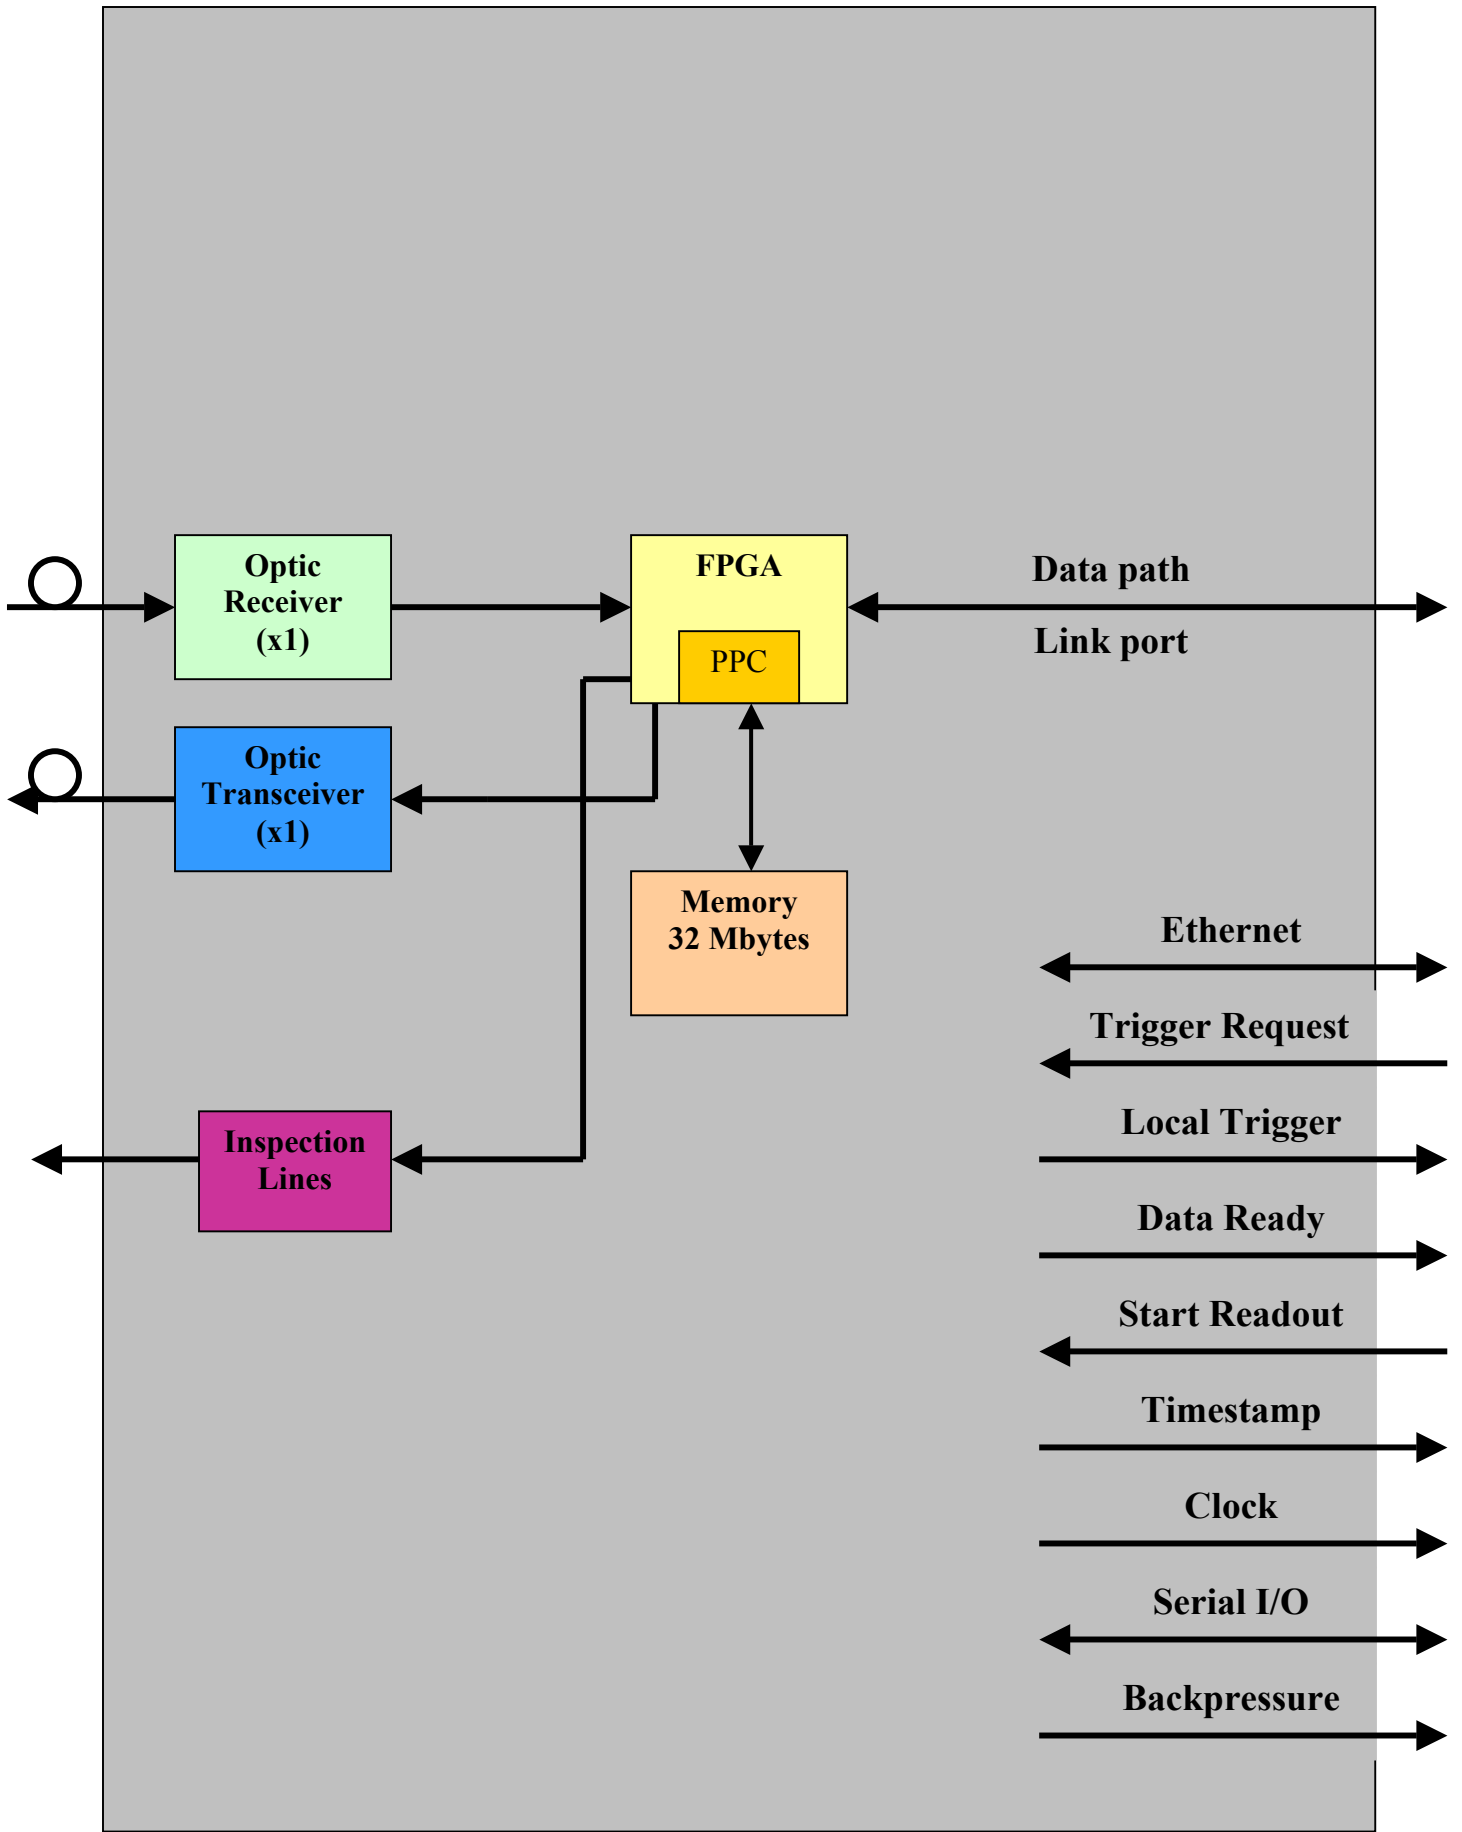 Optic
Receiver
(x1)
FPGA
PPC
Data path
Link port
Optic
Transceiver
(x1)
Memory
32 Mbytes
Inspection
Lines
Ethernet
Trigger Request
Local Trigger
Data Ready
Start Readout
Timestamp
Clock
Serial I/O
Backpressure